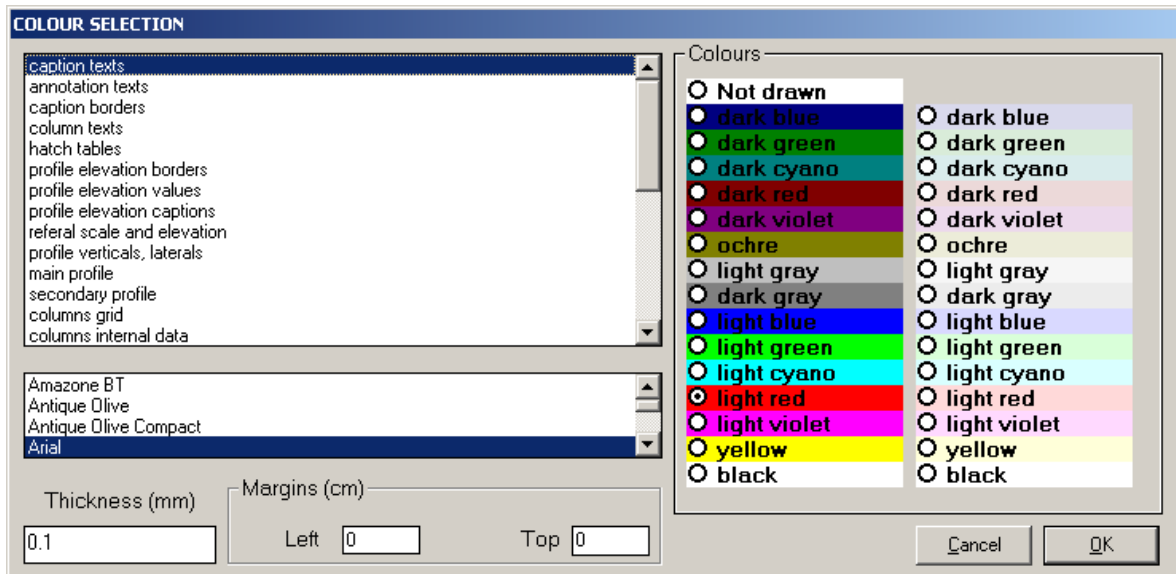 COLOUR SELECTION
caption texts
annotation texts
caption borders
column texts
hatch tables
profile elevation borders
profile elevation values
profile elevation captions
referal scale and elevation
profile verticals, laterals
main profile
secondary profile
columns grid
columns internal data
Amazone BT
Antique Olive
Antique Olive Compact
Arial
Thickness (mm)
0.1
Margins (cm)
Left 0 Top 0
Colours
Not drawn
dark blue dark blue
dark green dark green
dark cyano dark cyano
dark red dark red
dark violet dark violet
ochre ochre
light gray light gray
dark gray dark gray
light blue light blue
light green light green
light cyano light cyano
light red light red
light violet light violet
yellow yellow
black black
Cancel OK